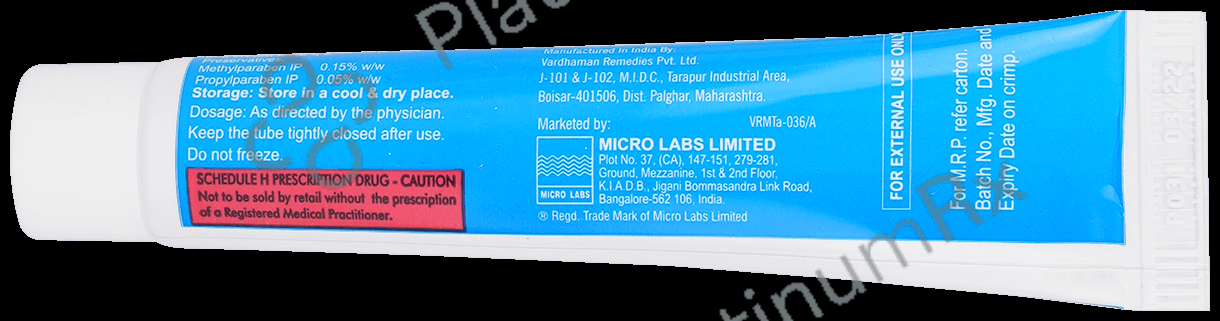 Preservatives
Methylparaben IP 0.15% w/w
Propylparaben IP 0.05% w/w
Storage: Store in a cool & dry place.
Dosage: As directed by the physician.
Keep the tube tightly closed after use.
Do not freeze.
SCHEDULE H PRESCRIPTION DRUG - CAUTION
Not to be sold by retail without the prescription
of a Registered Medical Practitioner.
Manufactured in India By:
Vardhaman Remedies Pvt. Ltd.
J-101 & J-102, M.I.D.C., Tarapur Industrial Area,
Boisar-401506, Dist. Palghar, Maharashtra.
VRMTa-036/A
Marketed by:
MICRO LABS
MICRO LABS LIMITED
Plot No. 37, (CA), 147-151, 279-281,
Ground, Mezzanine, 1st & 2nd Floor,
K.I.A.D.B., Jigani Bommasandra Link Road,
Bangalore-562 106, India.
® Regd. Trade Mark of Micro Labs Limited
FOR EXTERNAL USE ONLY
For M.R.P. refer carton.
Batch No., Mfg. Date and
Expiry Date on crimp.